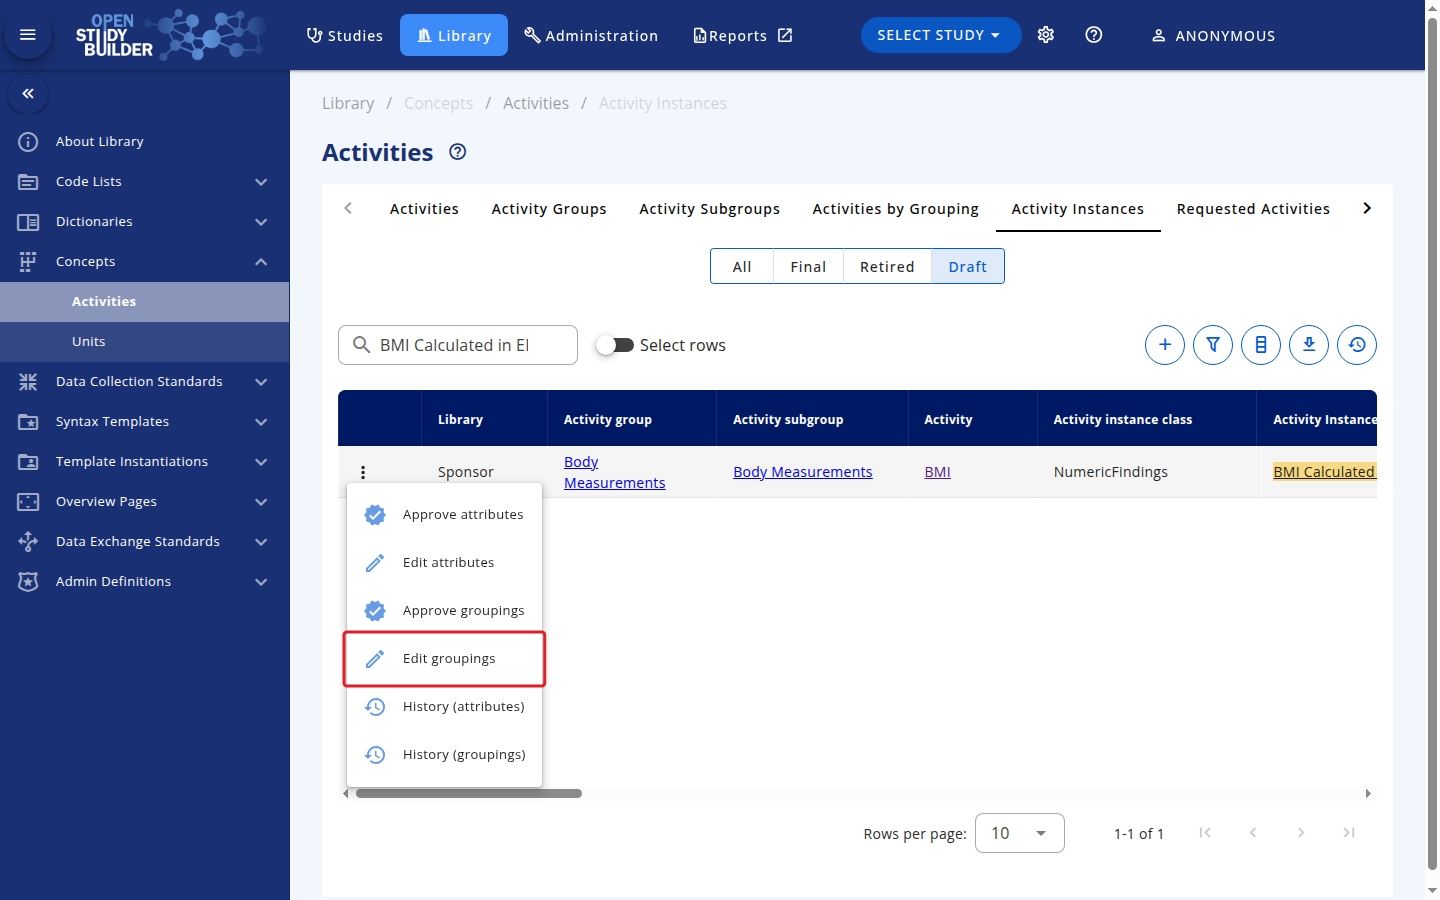 OPEN
STUDY
BUILDER
Studies
Library
Administration
Reports
SELECT STUDY
ANONYMOUS
About Library
Code Lists
Dictionaries
Concepts
Activities
Units
Data Collection Standards
Syntax Templates
Template Instantiations
Overview Pages
Data Exchange Standards
Admin Definitions
Library / Concepts / Activities / Activity Instances
Activities
Activities Activity Groups Activity Subgroups Activities by Grouping Activity Instances Requested Activities
All Final Retired Draft
BMI Calculated in El
Select rows
Library Activity group Activity subgroup Activity Activity instance class Activity Instance
Sponsor Body Measurements Body Measurements BMI NumericFindings BMI Calculated
Approve attributes
Edit attributes
Approve groupings
Edit groupings
History (attributes)
History (groupings)
Rows per page: 10 1-1 of 1